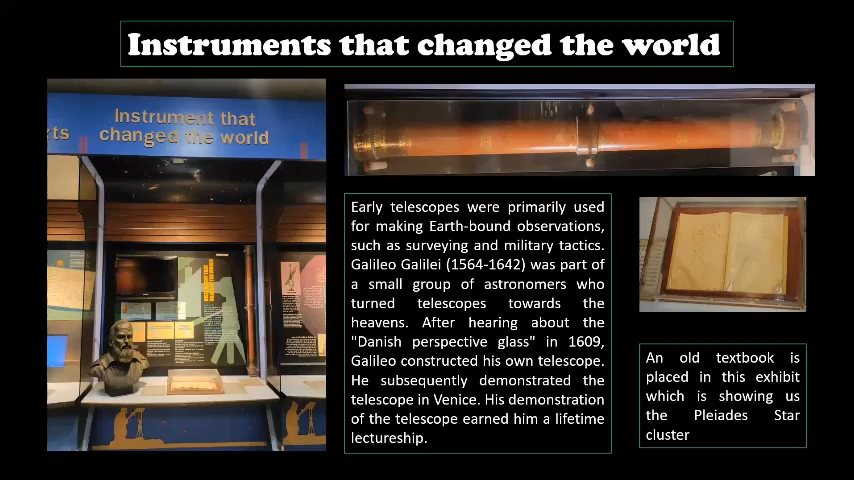 Instruments that changed the world
Instrument that
changed the world
xts
Early telescopes were primarily used
for making Earth-bound observations,
such as surveying and military tactics.
Galileo Galilei (1564-1642) was part of
a small group of astronomers who
turned telescopes towards the
heavens. After hearing about the
"Danish perspective glass" in 1609,
Galileo constructed his own telescope.
He subsequently demonstrated the
telescope in Venice. His demonstration
of the telescope earned him a lifetime
lectureship.
An old textbook is
placed in this exhibit
which is showing us
the Pleiades Star
cluster